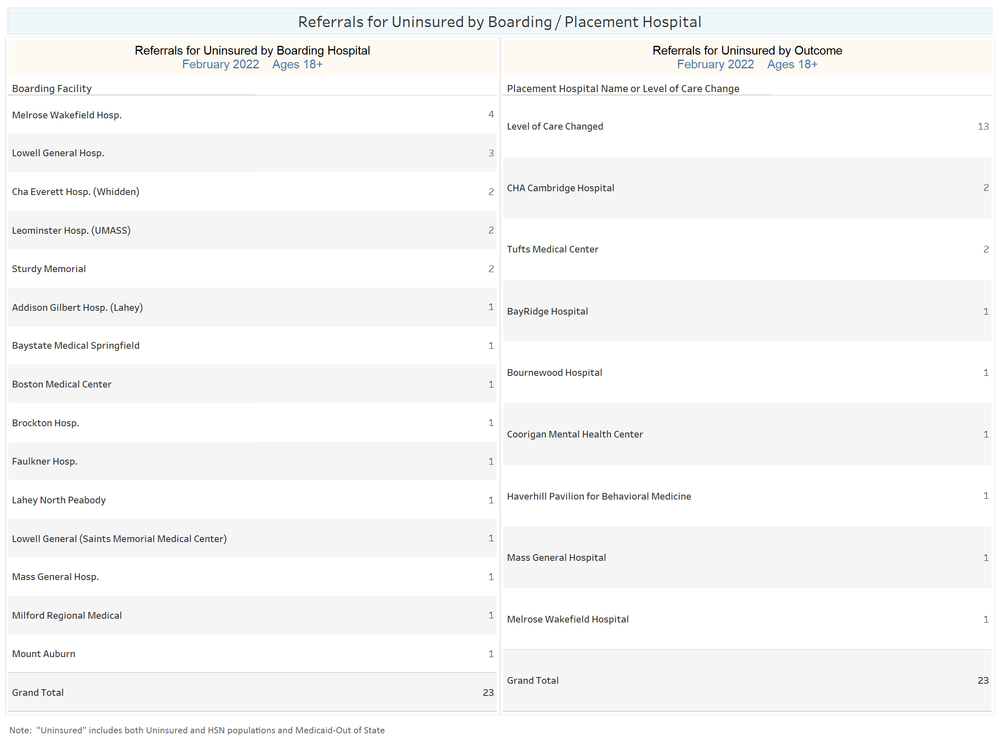 Referrals for Uninsured by Boarding / Placement Hospital
Referrals for Uninsured by Boarding Hospital
February 2022 Ages 18+
Boarding Facility
Melrose Wakefield Hosp. 4
Lowell General Hosp. 3
Cha Everett Hosp. (Whidden) 2
Leominster Hosp. (UMASS) 2
Sturdy Memorial 2
Addison Gilbert Hosp. (Lahey) 1
Baystate Medical Springfield 1
Boston Medical Center 1
Brockton Hosp. 1
Faulkner Hosp. 1
Lahey North Peabody 1
Lowell General (Saints Memorial Medical Center) 1
Mass General Hosp. 1
Milford Regional Medical 1
Mount Auburn 1
Grand Total 23
Referrals for Uninsured by Outcome
February 2022 Ages 18+
Placement Hospital Name or Level of Care Change
Level of Care Changed 13
CHA Cambridge Hospital 2
Tufts Medical Center 2
BayRidge Hospital 1
Bournewood Hospital 1
Coorigan Mental Health Center 1
Haverhill Pavilion for Behavioral Medicine 1
Mass General Hospital 1
Melrose Wakefield Hospital 1
Grand Total 23
Note: "Uninsured" includes both Uninsured and HSN populations and Medicaid-Out of State